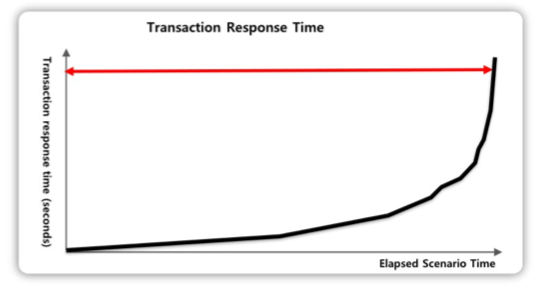 Transaction Response Time
Transaction response time (seconds)
Elapsed Scenario Time